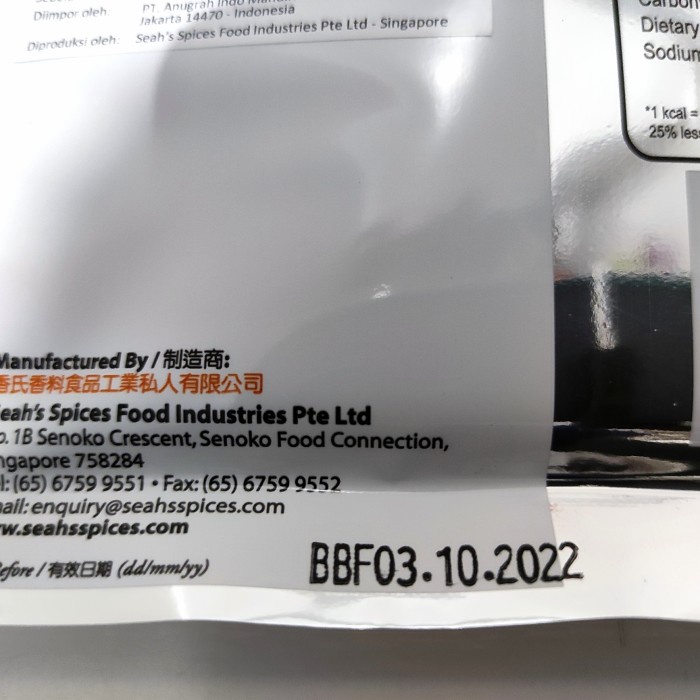 Diimpor oleh: PT. Anugrah Indo
Jakarta 14470 - Indonesia
Diproduksi oleh: Seah's Spices Food Industries Pte Ltd - Singapore
Dietary
Sodium
*1 kcal =
25% less
Manufactured By / 制造商:
香氏香料食品工業私人有限公司
Seah's Spices Food Industries Pte Ltd
o. 1B Senoko Crescent, Senoko Food Connection,
ngapore 758284
l: (65) 6759 9551 • Fax: (65) 6759 9552
ail: enquiry@seahsspices.com
w.seahsspices.com
efore / 有效日期 (dd/mm/yy) BBF03.10.2022